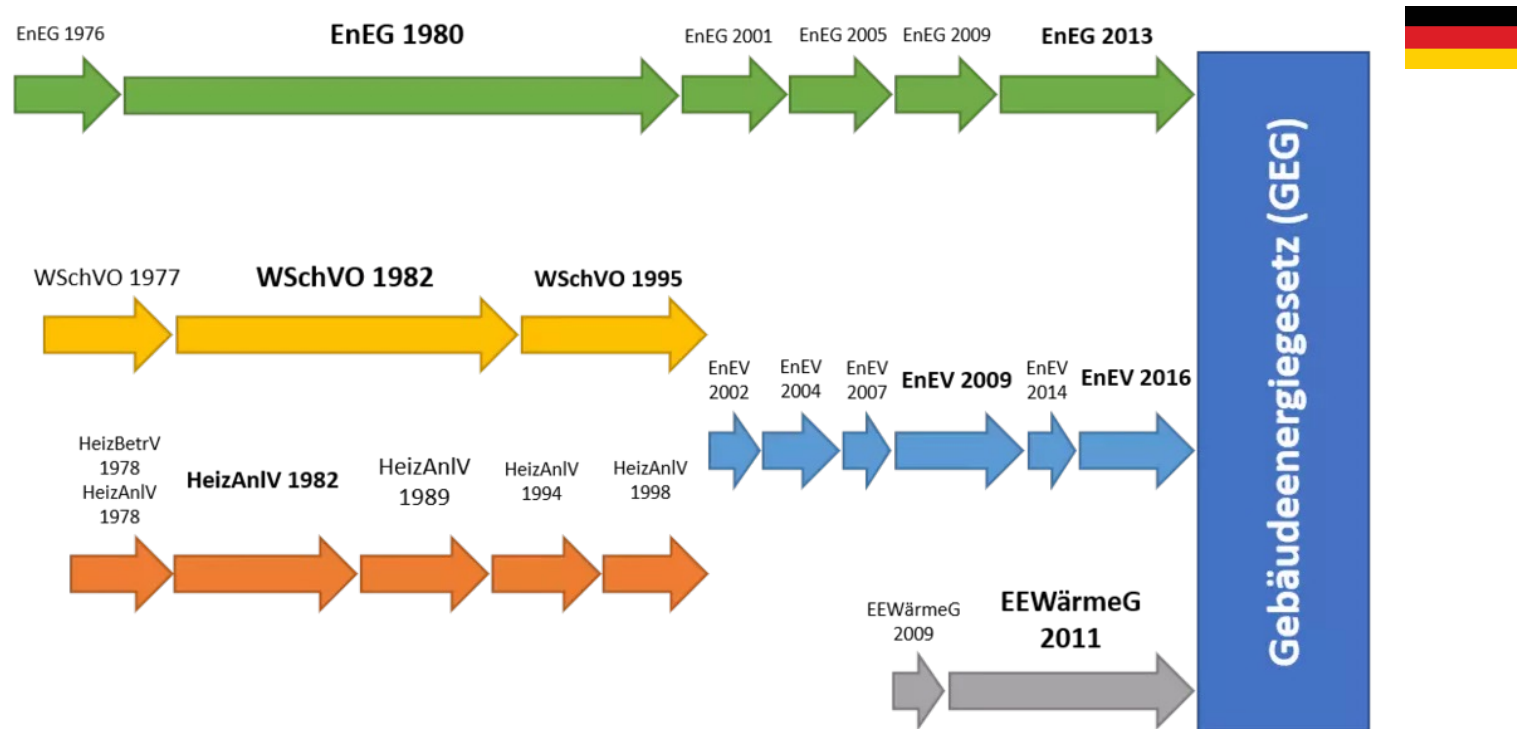 EnEG 1976
EnEG 1980
EnEG 2001
EnEG 2005
EnEG 2009
EnEG 2013
WSchVO 1977
WSchVO 1982
WSchVO 1995
EnEV
2002
EnEV
2004
EnEV
2007
EnEV 2009
EnEV
2014
EnEV 2016
HeizBetrV
1978
HeizAnlV
1978
HeizAnlV 1982
HeizAnlV
1989
HeizAnlV
1994
HeizAnlV
1998
EEWärmeG
2009
EEWärmeG
2011
Gebäudeenergiegesetz (GEG)